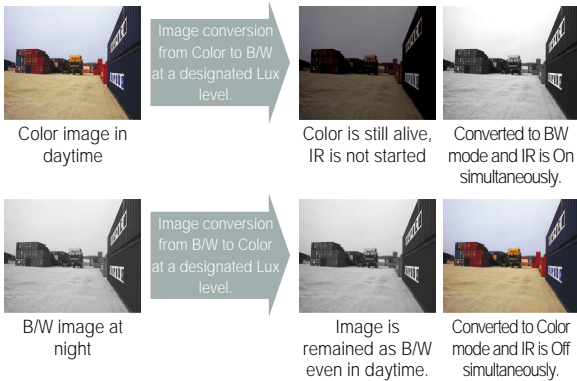 Image conversion
from Color to B/W
at a designated Lux
level.
Color image in
daytime
Color is still alive,
IR is not started
Converted to BW
mode and IR is On
simultaneously.
Image conversion
from B/W to Color
at a designated Lux
level.
B/W image at
night
Image is
remained as B/W
even in daytime.
Converted to Color
mode and IR is Off
simultaneously.